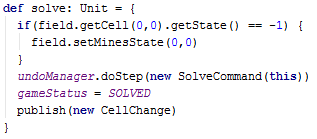 def solve: Unit = {
  if(field.getCell(0,0).getState() == -1) {
    field.setMinesState(0,0)
  }
  undoManager.doStep(new SolveCommand(this))
  gameStatus = SOLVED
  publish(new CellChange)
}